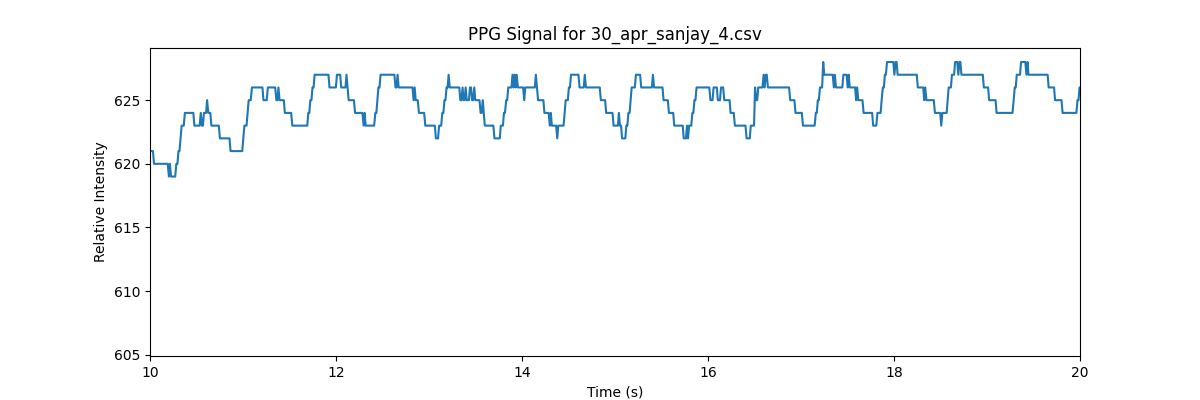 PPG Signal for 30_apr_sanjay_4.csv
Relative Intensity
625
620
615
610
605
10 12 14 16 18 20
Time (s)